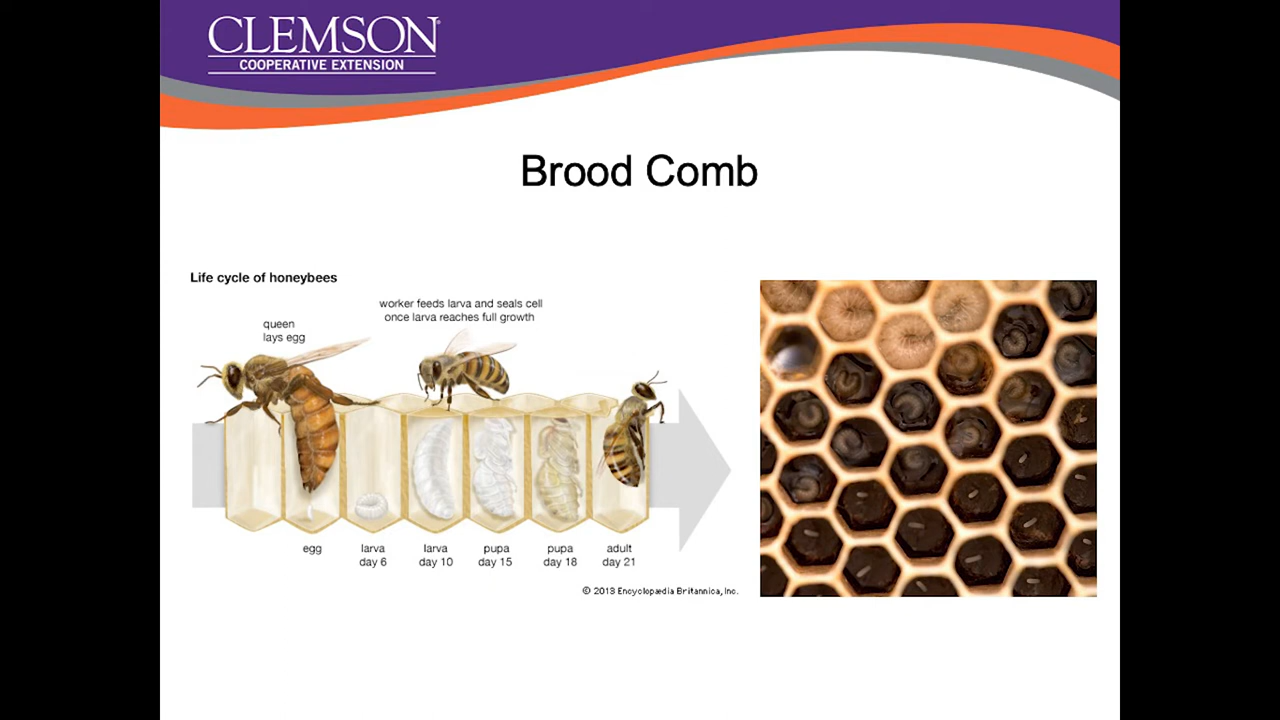 CLEMSON®
COOPERATIVE EXTENSION
Brood Comb
Life cycle of honeybees
queen
lays egg
worker feeds larva and seals cell
once larva reaches full growth
egg
larva
day 6
larva
day 10
pupa
day 15
pupa
day 18
adult
day 21
© 2013 Encyclopædia Britannica, Inc.